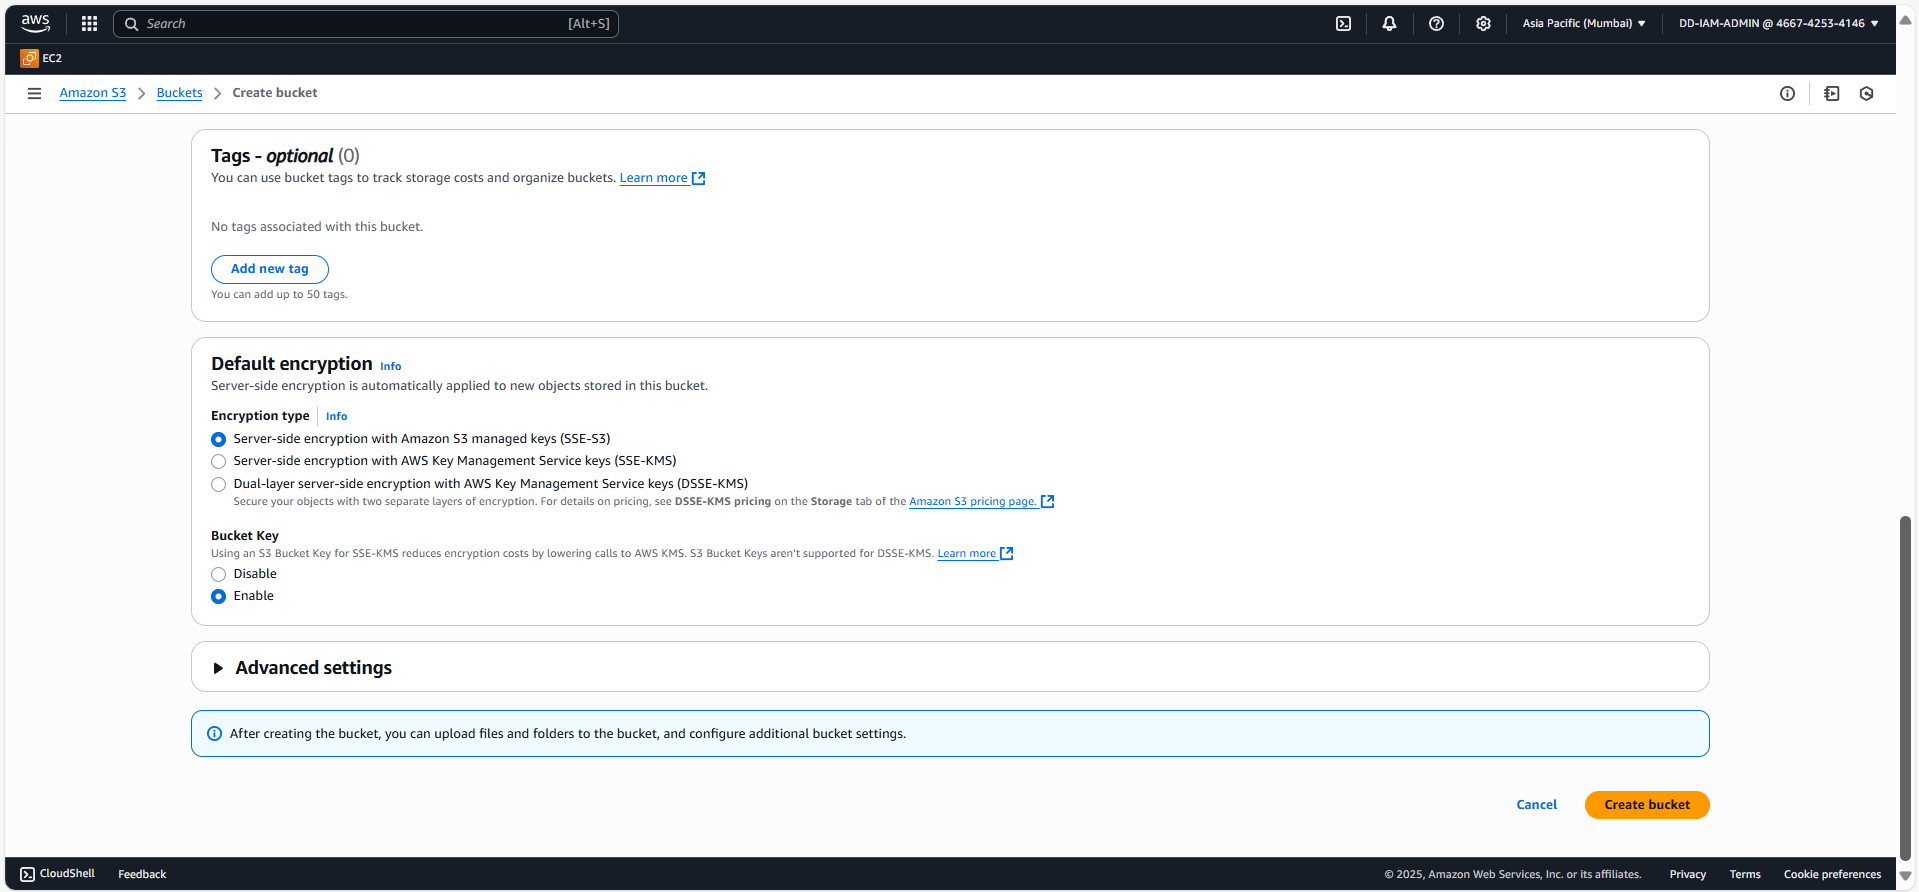 aws
Search [Alt+S]
Asia Pacific (Mumbai) DD-IAM-ADMIN @ 4667-4253-4146
EC2
Amazon S3 Buckets Create bucket
Tags - optional (0)
You can use bucket tags to track storage costs and organize buckets. Learn more
No tags associated with this bucket.
Add new tag
You can add up to 50 tags.
Default encryption Info
Server-side encryption is automatically applied to new objects stored in this bucket.
Encryption type Info
Server-side encryption with Amazon S3 managed keys (SSE-S3)
Server-side encryption with AWS Key Management Service keys (SSE-KMS)
Dual-layer server-side encryption with AWS Key Management Service keys (DSSE-KMS)
Secure your objects with two separate layers of encryption. For details on pricing, see DSSE-KMS pricing on the Storage tab of the Amazon S3 pricing page.
Bucket Key
Using an S3 Bucket Key for SSE-KMS reduces encryption costs by lowering calls to AWS KMS. S3 Bucket Keys aren't supported for DSSE-KMS. Learn more
Disable
Enable
Advanced settings
After creating the bucket, you can upload files and folders to the bucket, and configure additional bucket settings.
Cancel Create bucket
CloudShell Feedback © 2025, Amazon Web Services, Inc. or its affiliates. Privacy Terms Cookie preferences